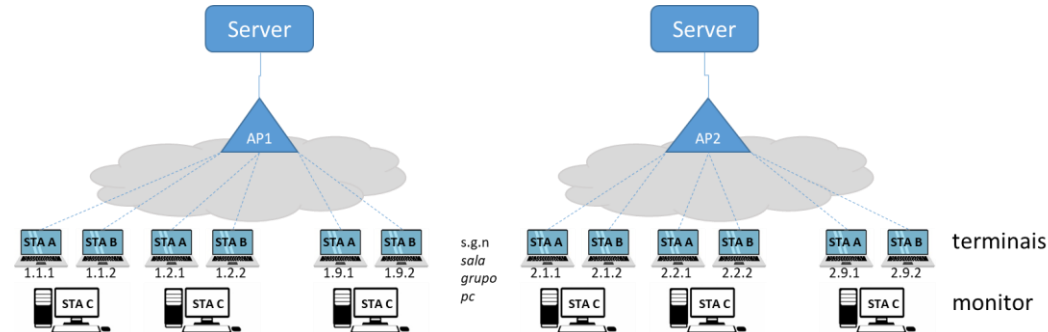 Server
Server
AP1
AP2
STA A STA B STA A STA B STA A STA B
1.1.1 1.1.2 1.2.1 1.2.2 1.9.1 1.9.2
s.g.n
sala
grupo
pc
STA A STA B STA A STA B STA A STA B
2.1.1 2.1.2 2.2.1 2.2.2 2.9.1 2.9.2
terminais
STA C STA C STA C
STA C STA C STA C
monitor